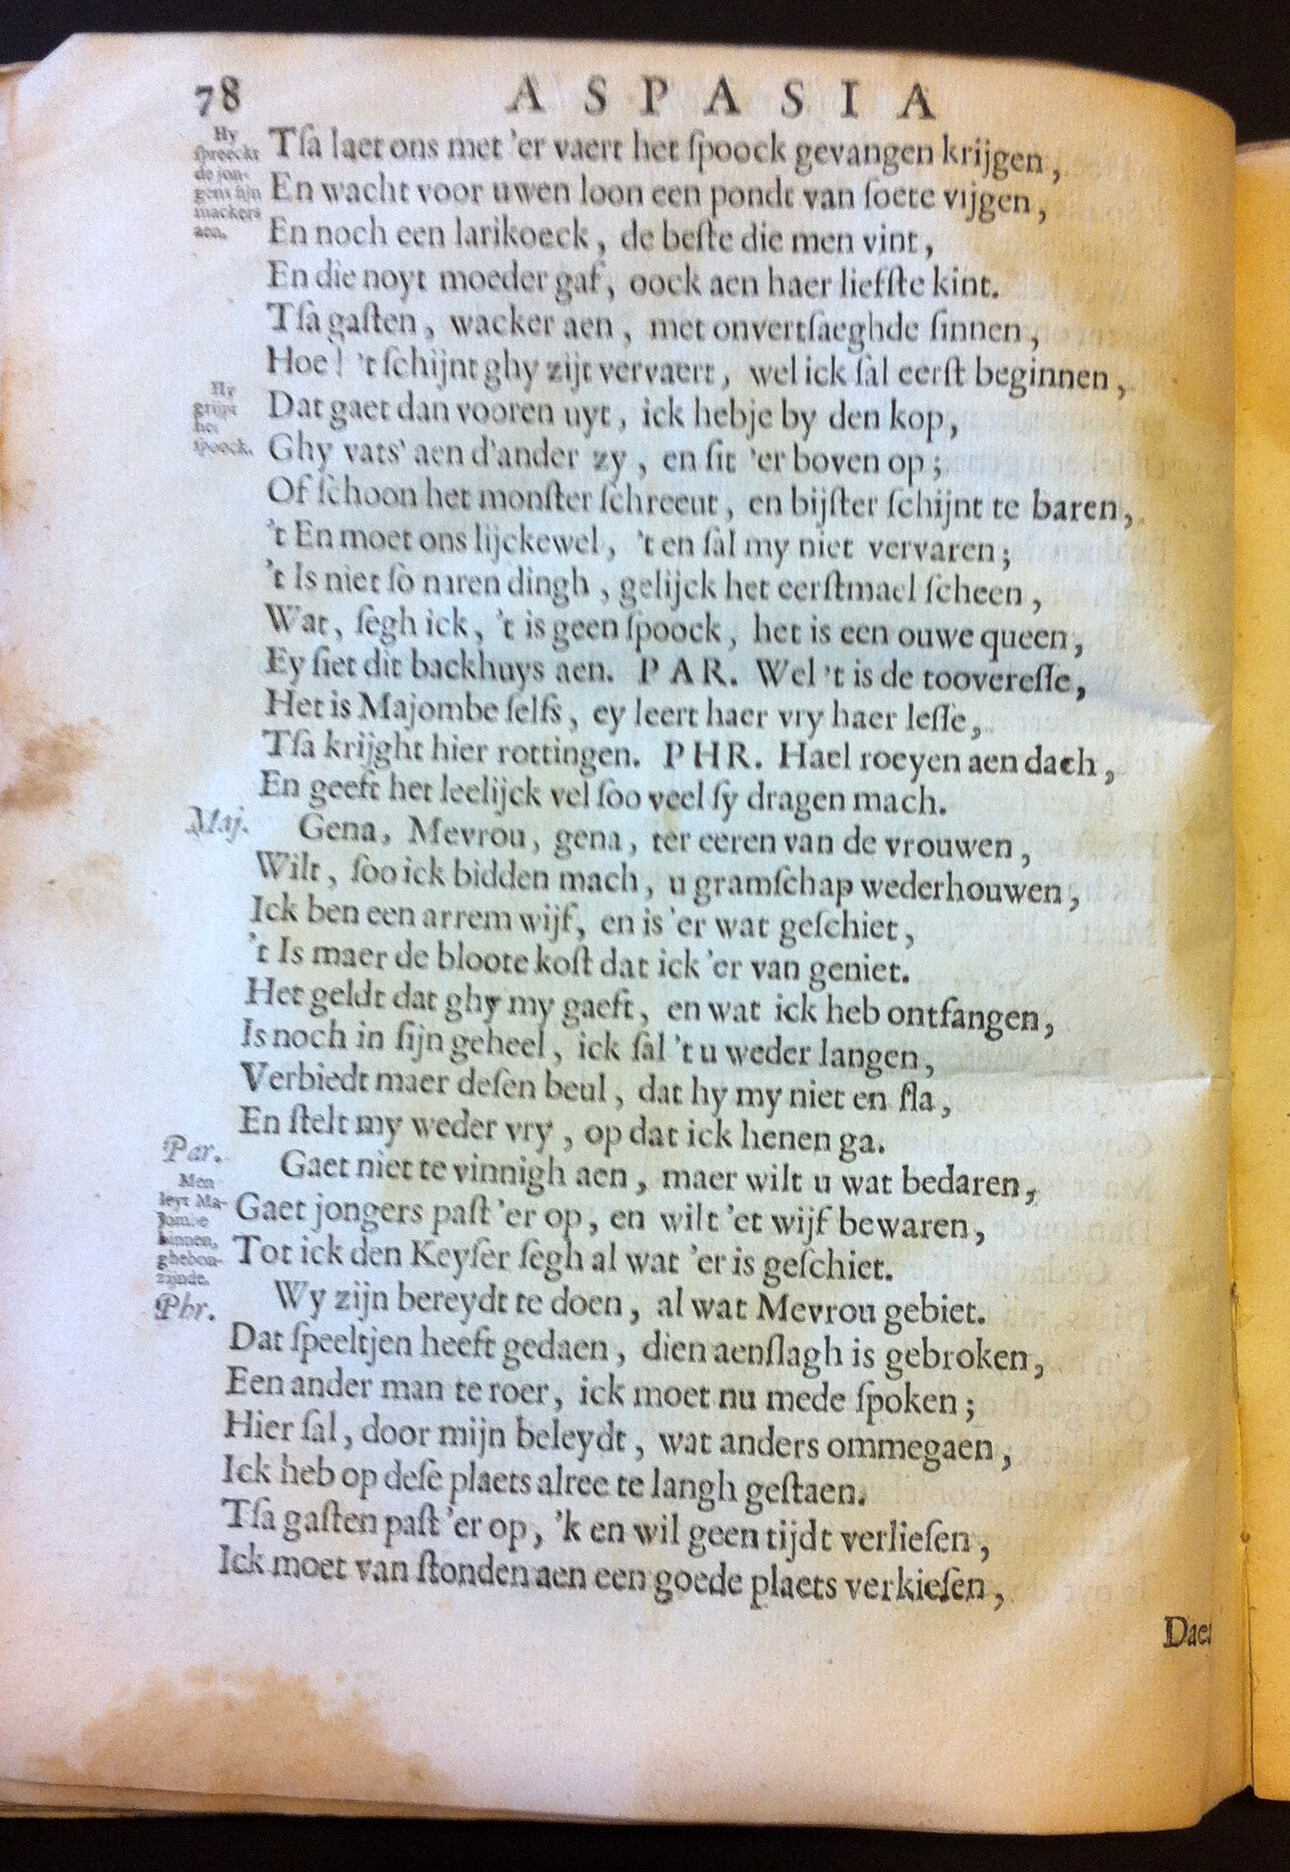 78 ASPASIA
Hy
ſpreeckt
de jon-
gens ſijn
mackers
aen.
Tſa laet ons met 'er vaert het ſpoock gevangen krijgen,
En wacht voor uwen loon een pondt van ſoete vijgen,
En noch een larikoeck, de beſte die men vint,
En die noyt moeder gaf, oock aen haer liefſte kint.
Tſa gaſten, wacker aen, met onvertſaeghde ſinnen,
Hoe! 't ſchijnt ghy zijt vervaert, wel ick ſal eerſt beginnen,
Hy
grijpt
het
ſpoock.
Dat gaet dan vooren uyt, ick hebje by den kop,
Ghy vats' aen d'ander zy, en ſit 'er boven op;
Of ſchoon het monſter ſchreeut, en bijſter ſchijnt te baren,
't En moet ons lijckewel, 't en ſal my niet vervaren;
't Is niet ſo naren dingh, gelijck het eerſtmael ſcheen,
Wat, ſegh ick, 't is geen ſpoock, het is een ouwe queen,
Ey ſiet dit backhuys aen. PAR. Wel 't is de toovereſſe,
Het is Majombe ſelfs, ey leert haer vry haer leſſe,
Tſa krijght hier rottingen. PHR. Hael roeyen aen dach,
En geeft het leelijck vel ſoo veel ſy dragen mach.
Maj. Gena, Mevrou, gena, ter eeren van de vrouwen,
Wilt, ſoo ick bidden mach, u gramſchap wederhouwen,
Ick ben een arrem wijf, en is 'er wat geſchiet,
't Is maer de bloote koſt dat ick 'er van geniet.
Het geldt dat ghy my gaeft, en wat ick heb ontfangen,
Is noch in ſijn geheel, ick ſal 't u weder langen,
Verbiedt maer deſen beul, dat hy my niet en ſla,
En ſtelt my weder vry, op dat ick henen ga.
Par. Gaet niet te vinnigh aen, maer wilt u wat bedaren,
Men
leyt Ma-
jombe
binnen,
ghebon-
zijnde.
Gaet jongers paſt 'er op, en wilt 'et wijf bewaren,
Tot ick den Keyſer ſegh al wat 'er is geſchiet.
Phr. Wy zijn bereydt te doen, al wat Mevrou gebiet.
Dat ſpeeltjen heeft gedaen, dien aenſlagh is gebroken,
Een ander man te roer, ick moet nu mede ſpoken;
Hier ſal, door mijn beleydt, wat anders ommegaen,
Ick heb op deſe plaets alree te langh geſtaen.
Tſa gaſten paſt 'er op, 'k en wil geen tijdt verlieſen,
Ick moet van ſtonden aen een goede plaets verkieſen,
Daer